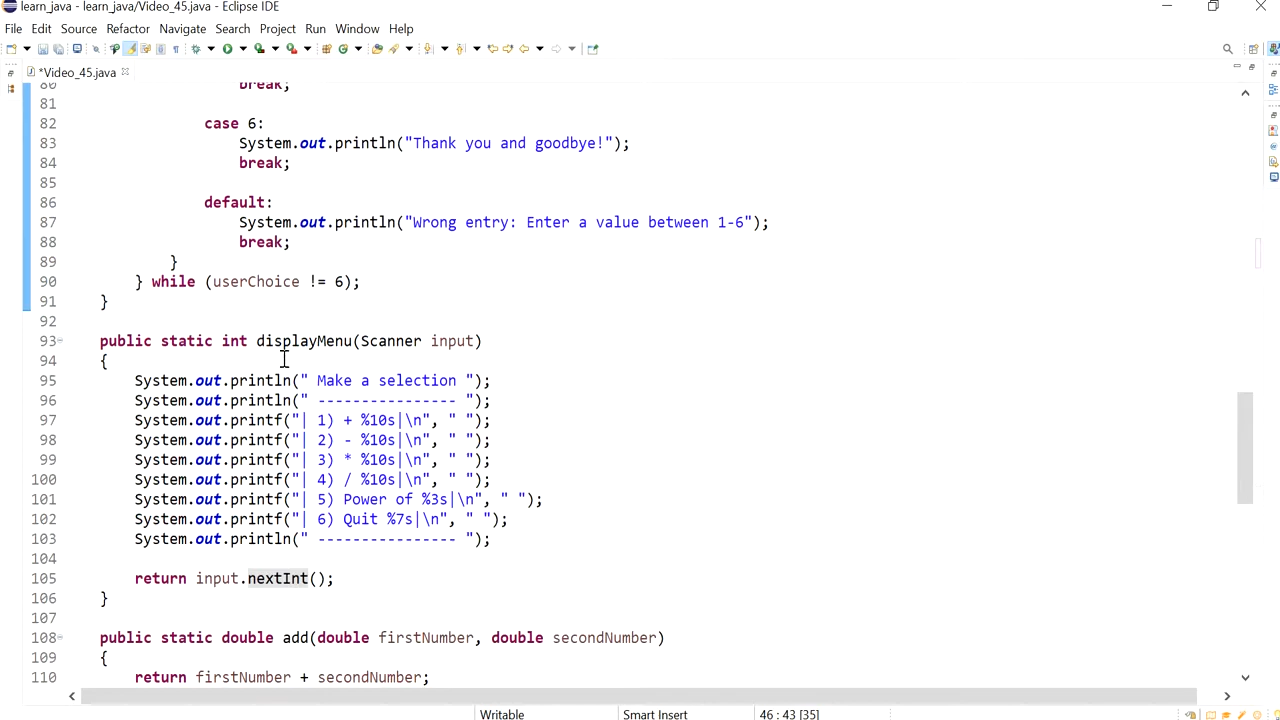 learn_java - learn_java/Video_45.java - Eclipse IDE
File Edit Source Refactor Navigate Search Project Run Window Help
*Video_45.java
80 break;
81
82 case 6:
83 System.out.println("Thank you and goodbye!");
84 break;
85
86 default:
87 System.out.println("Wrong entry: Enter a value between 1-6");
88 break;
89 }
90 } while (userChoice != 6);
91 }
92
93 public static int displayMenu(Scanner input)
94 {
95 System.out.println(" Make a selection ");
96 System.out.println(" ---------------- ");
97 System.out.printf("| 1) + %10s|\n", " ");
98 System.out.printf("| 2) - %10s|\n", " ");
99 System.out.printf("| 3) * %10s|\n", " ");
100 System.out.printf("| 4) / %10s|\n", " ");
101 System.out.printf("| 5) Power of %3s|\n", " ");
102 System.out.printf("| 6) Quit %7s|\n", " ");
103 System.out.println(" ---------------- ");
104
105 return input.nextInt();
106 }
107
108 public static double add(double firstNumber, double secondNumber)
109 {
110 return firstNumber + secondNumber;
Writable Smart Insert 46 : 43 [35]